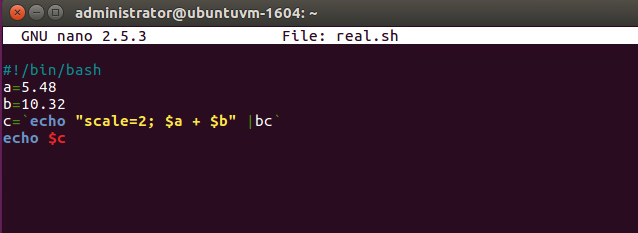 administrator@ubuntuvm-1604: ~
GNU nano 2.5.3 File: real.sh
#!/bin/bash
a=5.48
b=10.32
c=`echo "scale=2; $a + $b" |bc`
echo $c